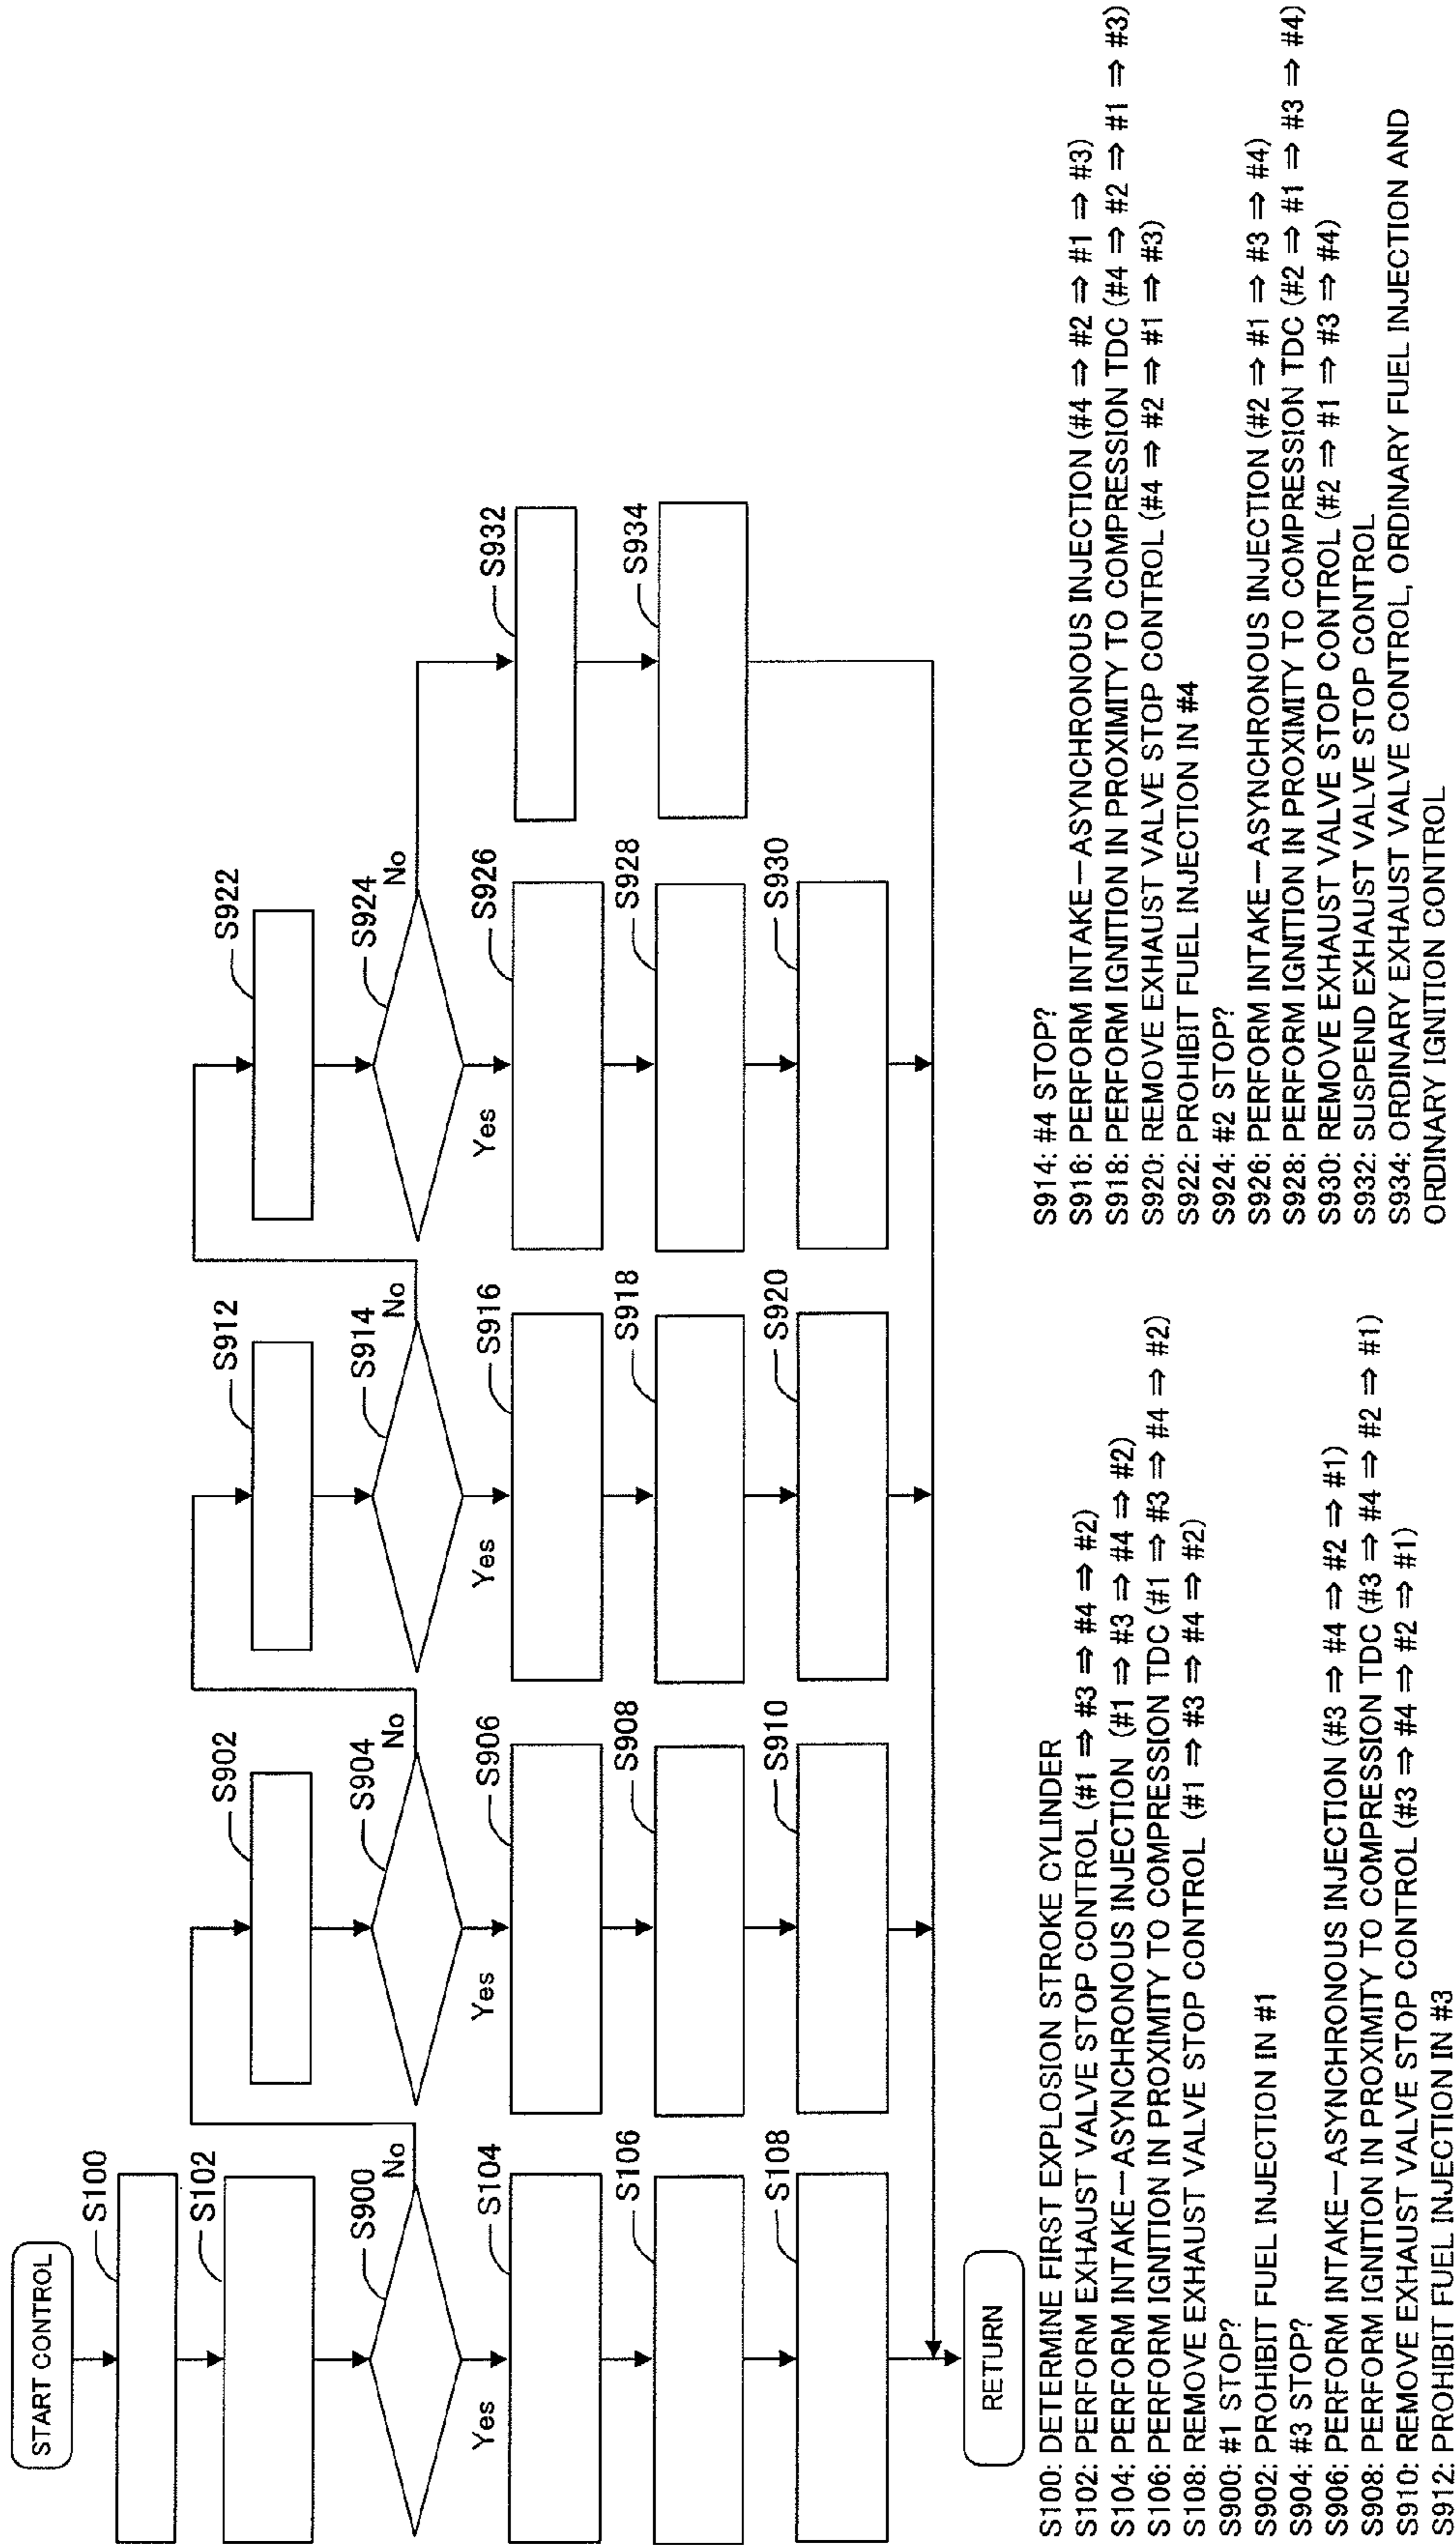 START CONTROL
S100
S102
S900
No
Yes
S104
S106
S108
RETURN
S902
S904
No
Yes
S906
S908
S910
S912
S914
No
Yes
S916
S918
S920
S922
S924
No
Yes
S926
S928
S930
S932
S934
S100: DETERMINE FIRST EXPLOSION STROKE CYLINDER
S102: PERFORM EXHAUST VALVE STOP CONTROL (#1 ⇒ #3 ⇒ #4 ⇒ #2)
S104: PERFORM INTAKE－ASYNCHRONOUS INJECTION (#1 ⇒ #3 ⇒ #4 ⇒ #2)
S106: PERFORM IGNITION IN PROXIMITY TO COMPRESSION TDC (#1 ⇒ #3 ⇒ #4 ⇒ #2)
S108: REMOVE EXHAUST VALVE STOP CONTROL (#1 ⇒ #3 ⇒ #4 ⇒ #2)
S900: #1 STOP?
S902: PROHIBIT FUEL INJECTION IN #1
S904: #3 STOP?
S906: PERFORM INTAKE－ASYNCHRONOUS INJECTION (#3 ⇒ #4 ⇒ #2 ⇒ #1)
S908: PERFORM IGNITION IN PROXIMITY TO COMPRESSION TDC (#3 ⇒ #4 ⇒ #2 ⇒ #1)
S910: REMOVE EXHAUST VALVE STOP CONTROL (#3 ⇒ #4 ⇒ #2 ⇒ #1)
S912: PROHIBIT FUEL INJECTION IN #3
S914: #4 STOP?
S916: PERFORM INTAKE－ASYNCHRONOUS INJECTION (#4 ⇒ #2 ⇒ #1 ⇒ #3)
S918: PERFORM IGNITION IN PROXIMITY TO COMPRESSION TDC (#4 ⇒ #2 ⇒ #1 ⇒ #3)
S920: REMOVE EXHAUST VALVE STOP CONTROL (#4 ⇒ #2 ⇒ #1 ⇒ #3)
S922: PROHIBIT FUEL INJECTION IN #4
S924: #2 STOP?
S926: PERFORM INTAKE－ASYNCHRONOUS INJECTION (#2 ⇒ #1 ⇒ #3 ⇒ #4)
S928: PERFORM IGNITION IN PROXIMITY TO COMPRESSION TDC (#2 ⇒ #1 ⇒ #3 ⇒ #4)
S930: REMOVE EXHAUST VALVE STOP CONTROL (#2 ⇒ #1 ⇒ #3 ⇒ #4)
S932: SUSPEND EXHAUST VALVE STOP CONTROL
S934: ORDINARY EXHAUST VALVE CONTROL, ORDINARY FUEL INJECTION AND
ORDINARY IGNITION CONTROL